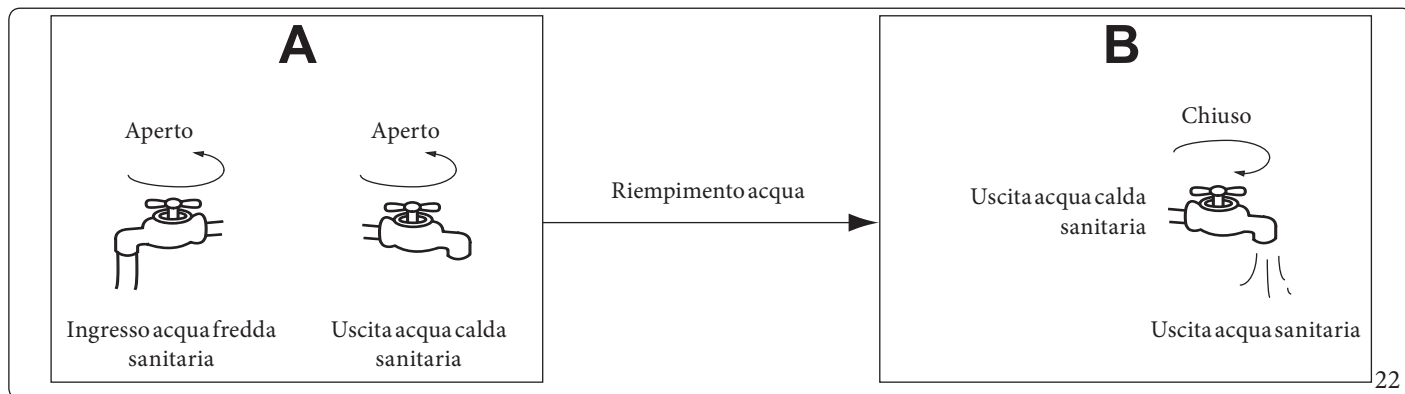 A
Aperto
Aperto
Ingresso acqua fredda
sanitaria
Uscita acqua calda
sanitaria
Riempimento acqua
B
Chiuso
Uscita acqua calda
sanitaria
Uscita acqua sanitaria
22